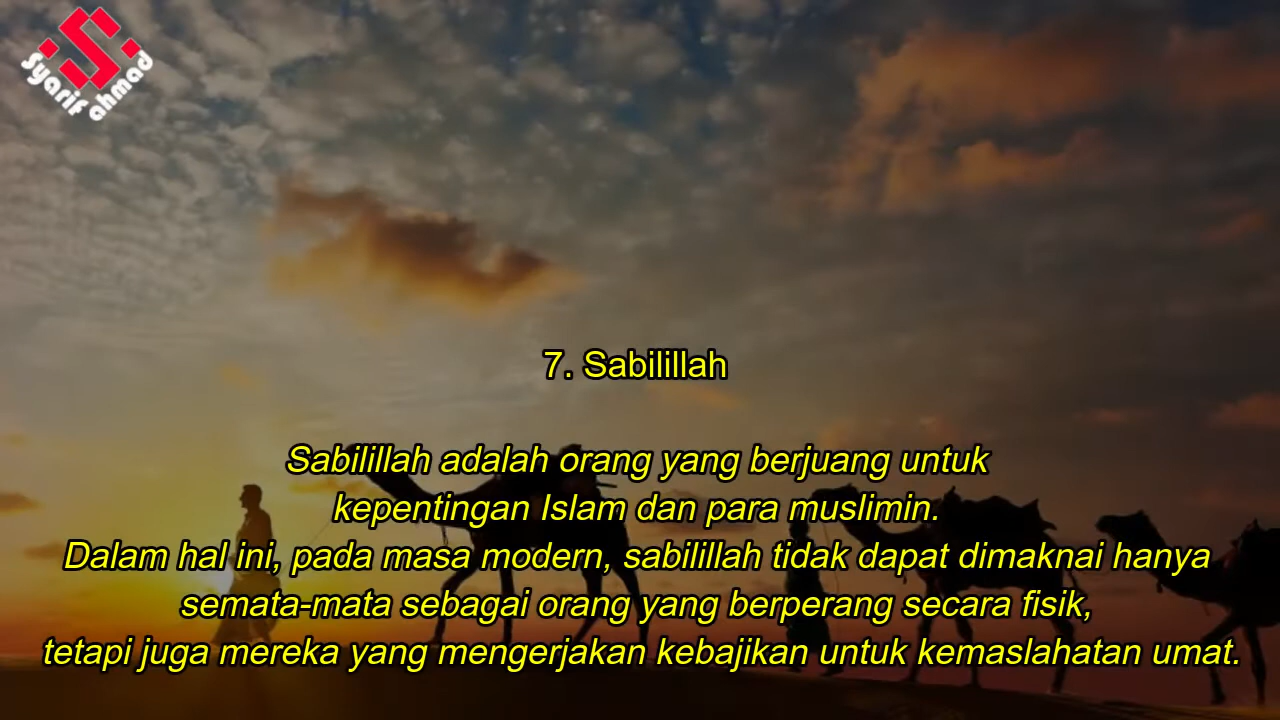 Syarif ahmad
7. Sabilillah
Sabilillah adalah orang yang berjuang untuk
kepentingan Islam dan para muslimin.
Dalam hal ini, pada masa modern, sabilillah tidak dapat dimaknai hanya
semata-mata sebagai orang yang berperang secara fisik,
tetapi juga mereka yang mengerjakan kebajikan untuk kemaslahatan umat.